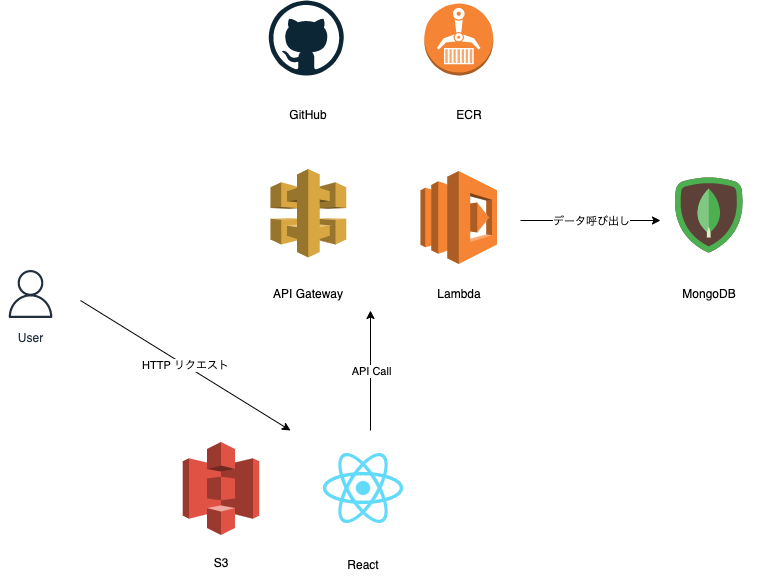 GitHub
ECR
API Gateway
Lambda
データ呼び出し
MongoDB
User
HTTP リクエスト
API Call
S3
React